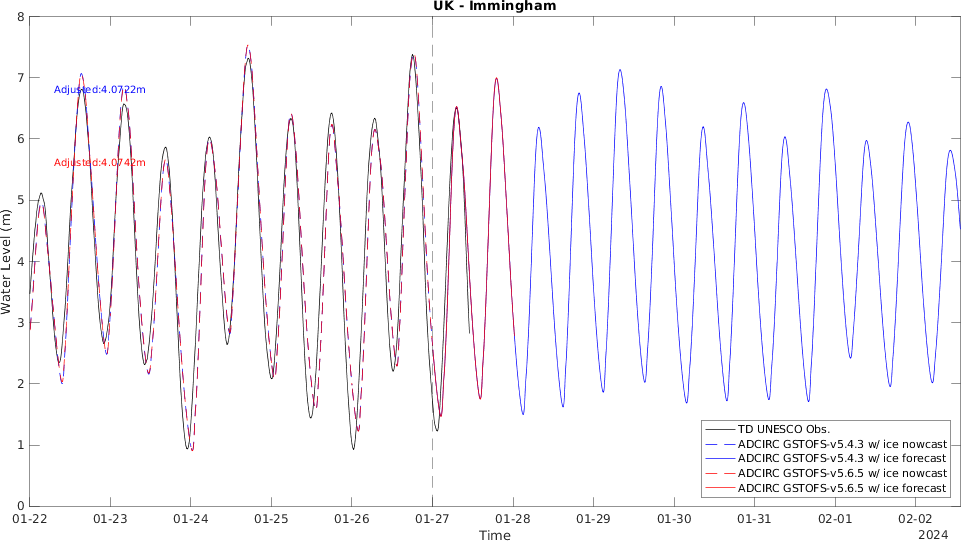 UK - Immingham
8
7
6
5
4
3
2
1
0
Water Level (m)
Adjusted:4.0722m
Adjusted:4.0742m
TD UNESCO Obs.
ADCIRC GSTOFS-v5.4.3 w/ ice nowcast
ADCIRC GSTOFS-v5.4.3 w/ ice forecast
ADCIRC GSTOFS-v5.6.5 w/ ice nowcast
ADCIRC GSTOFS-v5.6.5 w/ ice forecast
01-22 01-23 01-24 01-25 01-26 01-27 01-28 01-29 01-30 01-31 02-01 02-02
Time
2024